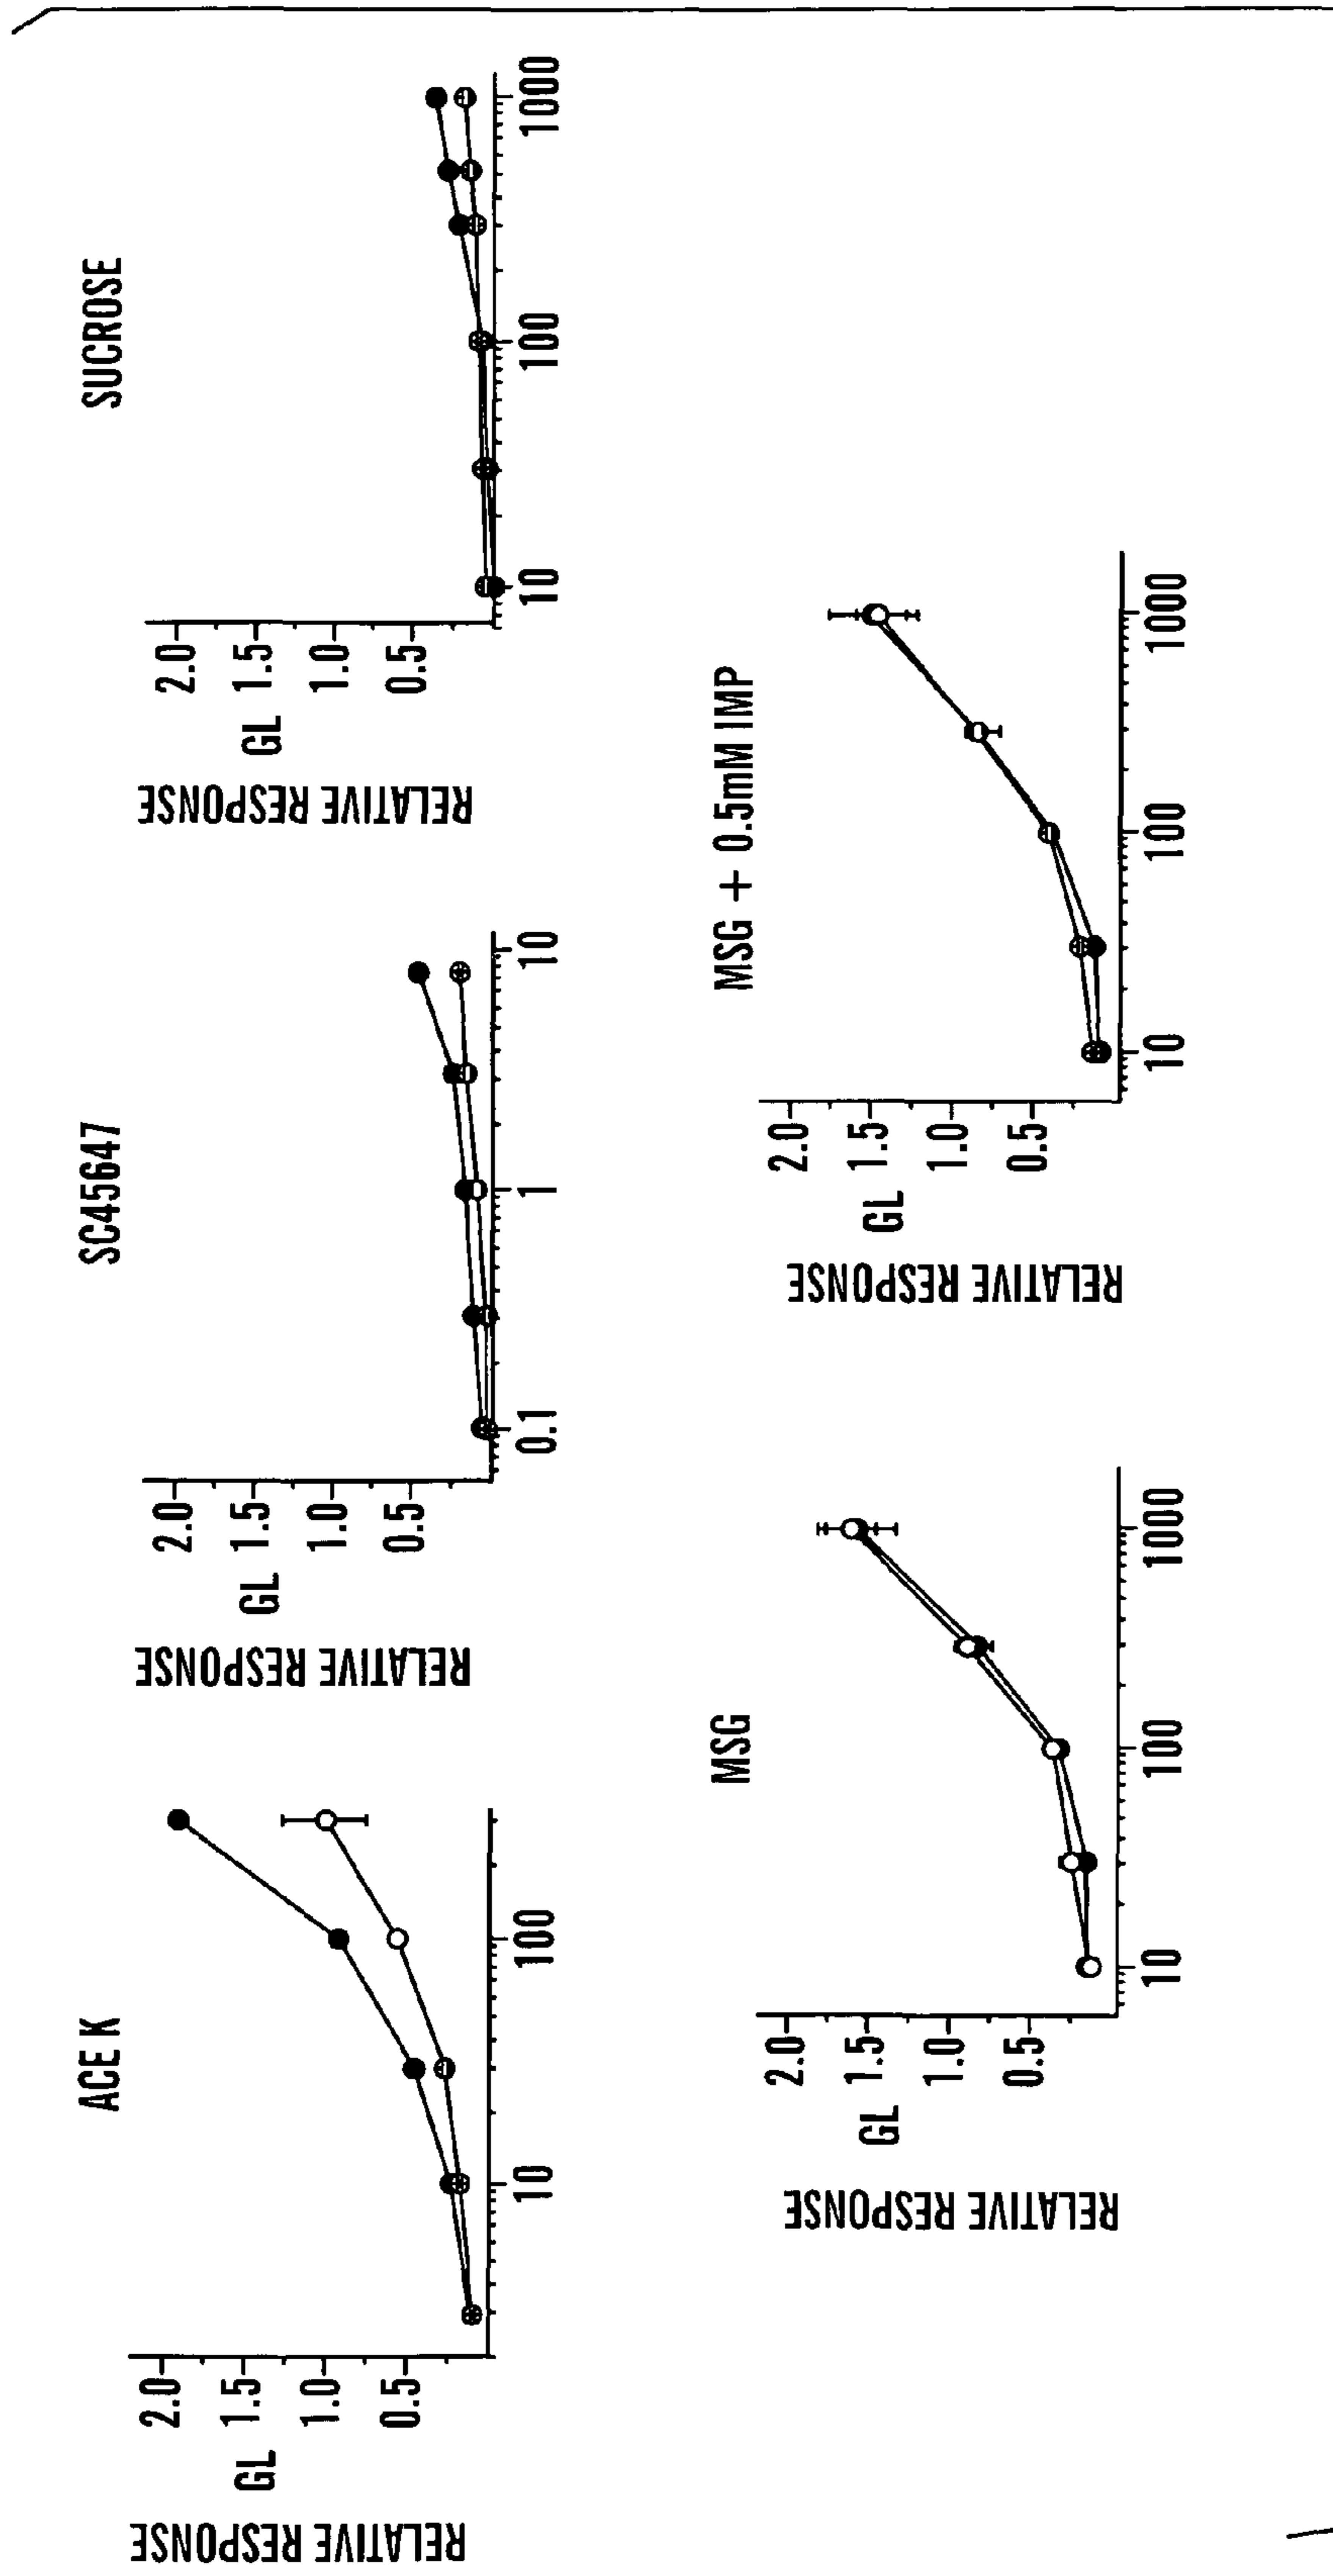 ACE K
RELATIVE RESPONSE
GL
2.0
1.5
1.0
0.5
10
100
SC45647
RELATIVE RESPONSE
GL
2.0
1.5
1.0
0.5
0.1
1
10
SUCROSE
RELATIVE RESPONSE
GL
2.0
1.5
1.0
0.5
10
100
1000
MSG
RELATIVE RESPONSE
GL
2.0
1.5
1.0
0.5
10
100
1000
MSG + 0.5mM IMP
RELATIVE RESPONSE
GL
2.0
1.5
1.0
0.5
10
100
1000